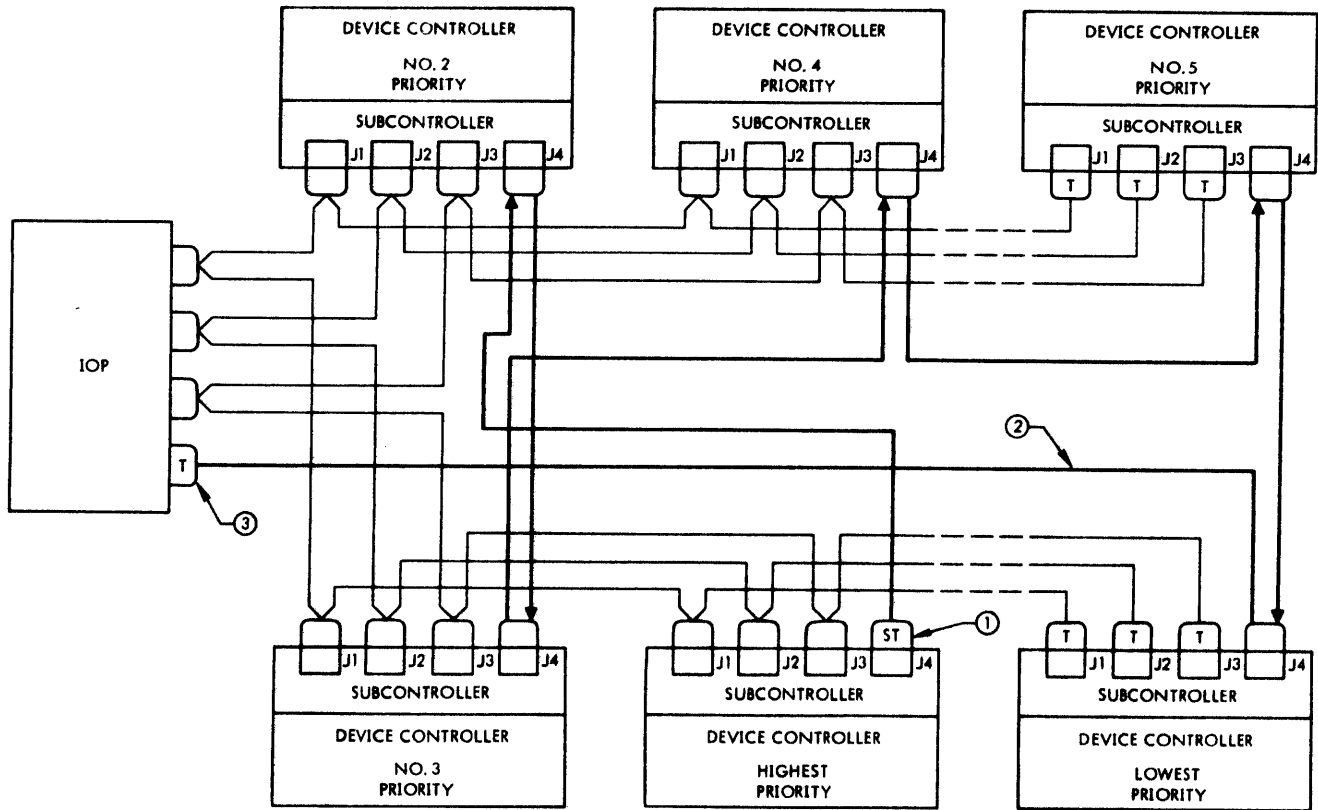 DEVICE CONTROLLER
NO. 2
PRIORITY
SUBCONTROLLER
J1 J2 J3 J4
DEVICE CONTROLLER
NO. 4
PRIORITY
SUBCONTROLLER
J1 J2 J3 J4
DEVICE CONTROLLER
NO. 5
PRIORITY
SUBCONTROLLER
J1 J2 J3 J4
T T T
IOP
T
2
3
1
ST
T T T
J1 J2 J3 J4
SUBCONTROLLER
DEVICE CONTROLLER
NO. 3
PRIORITY
J1 J2 J3 J4
SUBCONTROLLER
DEVICE CONTROLLER
HIGHEST
PRIORITY
J1 J2 J3 J4
SUBCONTROLLER
DEVICE CONTROLLER
LOWEST
PRIORITY